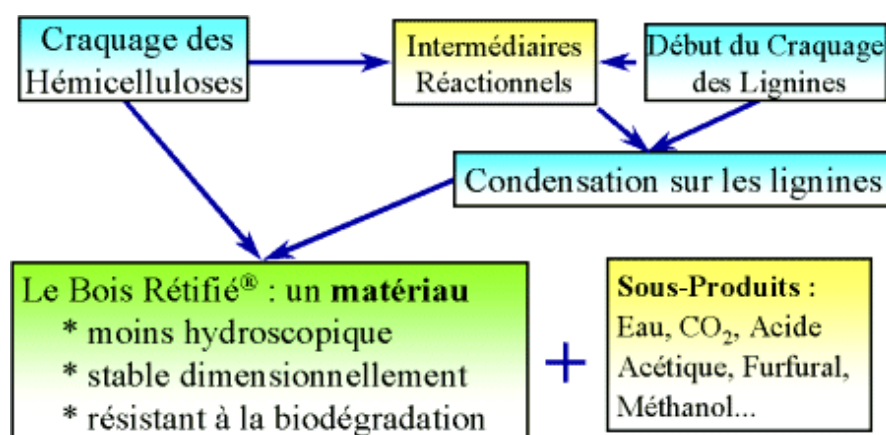 Craquage des
Hémicelluloses
Intermédiaires
Réactionnels
Début du Craquage
des Lignines
Condensation sur les lignines
Le Bois Rétifié® : un matériau
* moins hydroscopique
* stable dimensionnellement
* résistant à la biodégradation
+
Sous-Produits :
Eau, CO₂, Acide
Acétique, Furfural,
Méthanol...